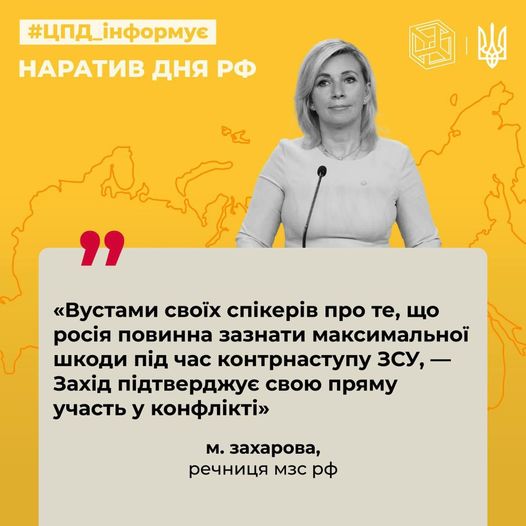 #ЦПД_інформує
НАРАТИВ ДНЯ РФ
«Вустами своїх спікерів про те, що
росія повинна зазнати максимальної
шкоди під час контрнаступу ЗСУ, —
Захід підтверджує свою пряму
участь у конфлікті»
м. захарова,
речниця мзс рф